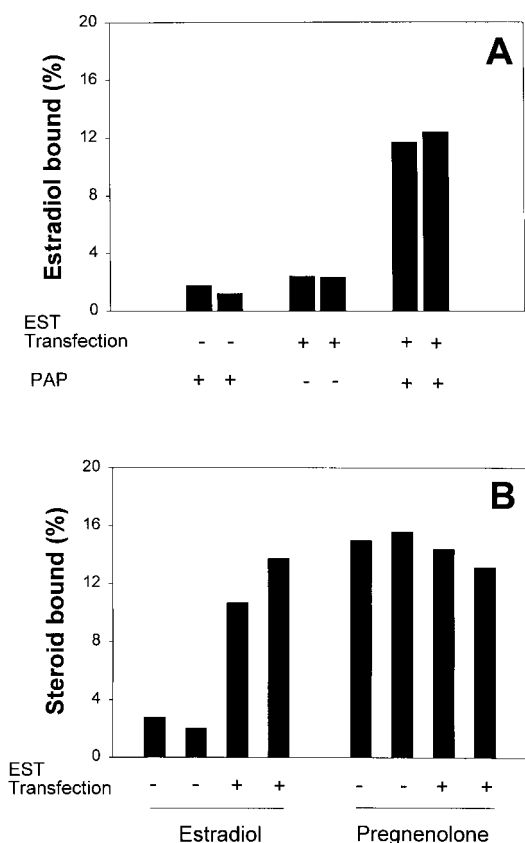 A
20
16
12
8
4
0
Estradiol bound (%)
EST
Transfection - - + + + +
PAP + + - - + +
B
20
16
12
8
4
0
Steroid bound (%)
EST
Transfection - - + + - - + +
Estradiol Pregnenolone